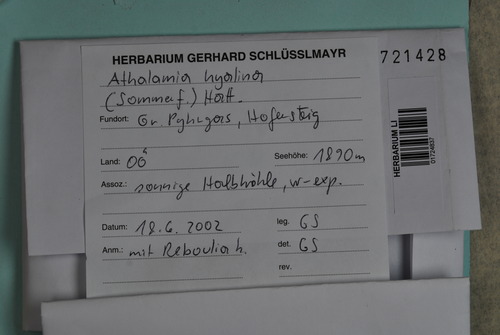 HERBARIUM GERHARD SCHLÜSSLMAYR
721428
Athalamia hyalina
(Sommerf.) Hatt.
Fundort: Gr. Pyhrgas, Hofersteig
Land: OÖ
Seehöhe: 1890m
Assoz.: sonnige Halbhöhle, w-exp.
Datum: 18.6.2002
leg. GS
Anm.: mit Reboulia h.
det. GS
rev.
HERBARIUM LI